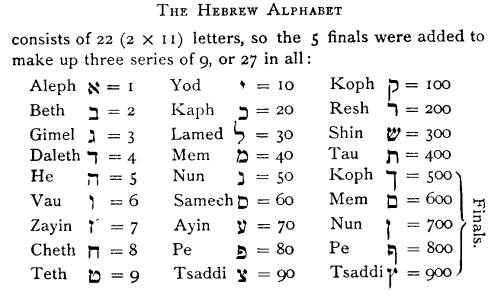 THE HEBREW ALPHABET
consists of 22 (2 × 11) letters, so the 5 finals were added to
make up three series of 9, or 27 in all:
Aleph א = 1 Yod י = 10 Koph ק = 100
Beth ב = 2 Kaph כ = 20 Resh ר = 200
Gimel ג = 3 Lamed ל = 30 Shin ש = 300
Daleth ד = 4 Mem מ = 40 Tau ת = 400
He ה = 5 Nun נ = 50 Koph ך = 500
Vau ו = 6 Samech ס = 60 Mem ם = 600
Zayin ז = 7 Ayin ע = 70 Nun ן = 700
Cheth ח = 8 Pe פ = 80 Pe ף = 800
Teth ט = 9 Tsaddi צ = 90 Tsaddi ץ = 900
Finals.